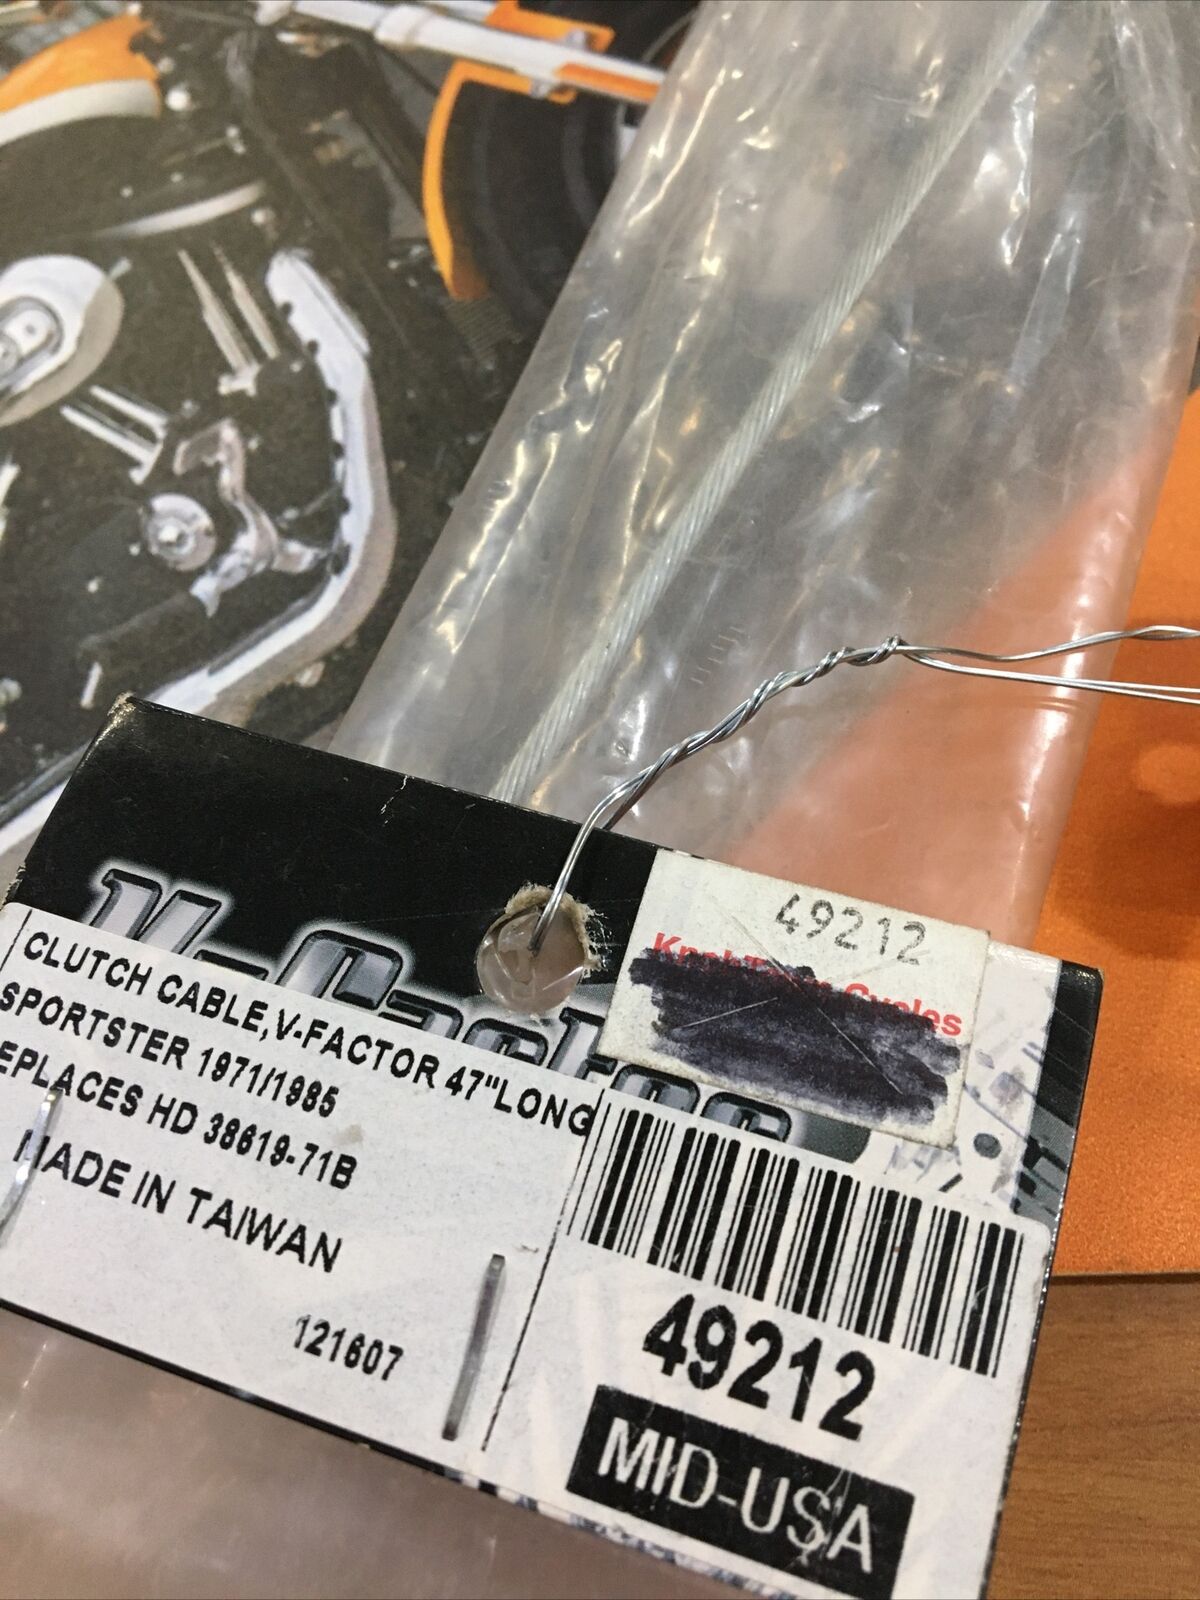 V-Factor
49212
Cycles
CLUTCH CABLE,V-FACTOR 47"LONG
SPORTSTER 1971/1985
EPLACES HD 38619-71B
MADE IN TAIWAN
121607
49212
MID-USA